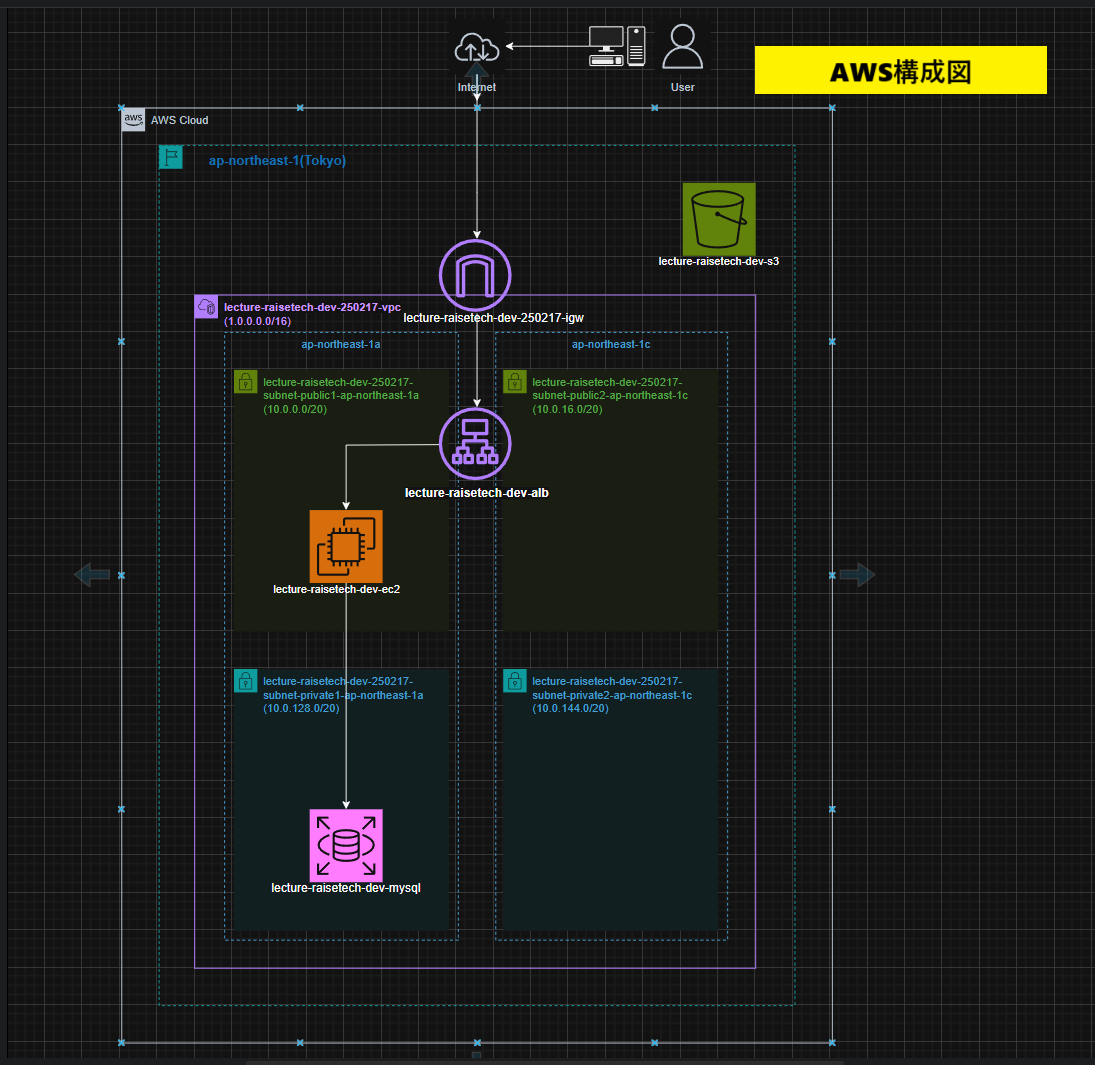 AWS構成図
Internet
User
aws
AWS Cloud
ap-northeast-1(Tokyo)
lecture-raisetech-dev-s3
lecture-raisetech-dev-250217-vpc
(1.0.0.0.0/16)
lecture-raisetech-dev-250217-igw
ap-northeast-1a
ap-northeast-1c
lecture-raisetech-dev-250217-
subnet-public1-ap-northeast-1a
(10.0.0.0/20)
lecture-raisetech-dev-250217-
subnet-public2-ap-northeast-1c
(10.0.16.0/20)
lecture-raisetech-dev-alb
lecture-raisetech-dev-ec2
lecture-raisetech-dev-250217-
subnet-private1-ap-northeast-1a
(10.0.128.0/20)
lecture-raisetech-dev-250217-
subnet-private2-ap-northeast-1c
(10.0.144.0/20)
lecture-raisetech-dev-mysql